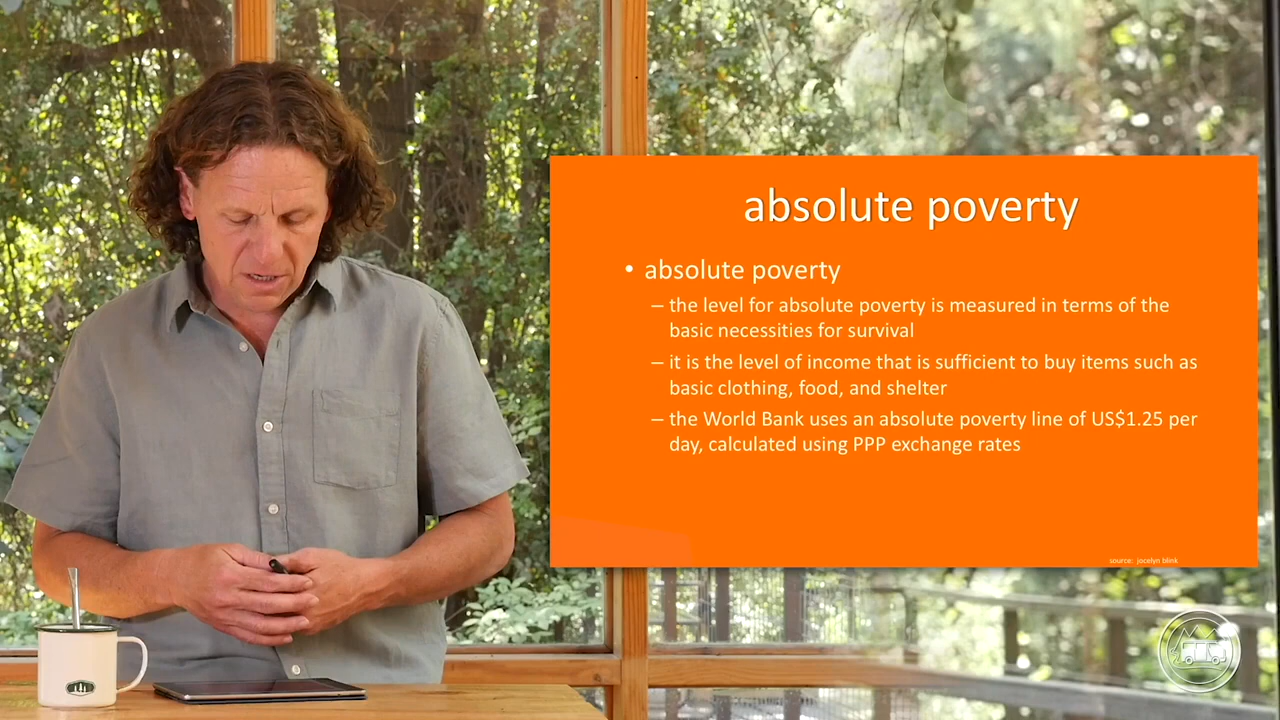 absolute poverty
• absolute poverty
– the level for absolute poverty is measured in terms of the
basic necessities for survival
– it is the level of income that is sufficient to buy items such as
basic clothing, food, and shelter
– the World Bank uses an absolute poverty line of US$1.25 per
day, calculated using PPP exchange rates
source: jocelyn blink